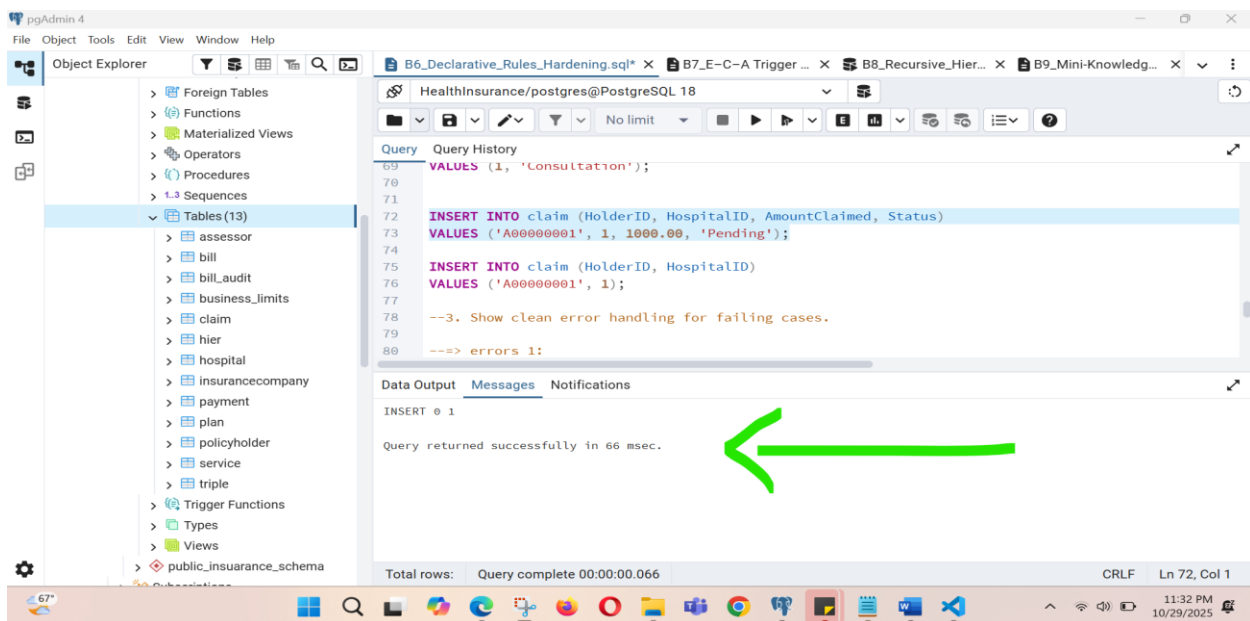 pgAdmin 4
File Object Tools Edit View Window Help
Object Explorer
B6_Declarative_Rules_Hardening.sql* B7_E-C-A Trigger ... B8_Recursive_Hier... B9_Mini-Knowledg...
HealthInsurance/postgres@PostgreSQL 18
No limit
Query Query History
Foreign Tables
Functions
Materialized Views
Operators
Procedures
1..3 Sequences
Tables (13)
assessor
bill
bill_audit
business_limits
claim
hier
hospital
insurancecompany
payment
plan
policyholder
service
triple
Trigger Functions
Types
Views
public_insuarance_schema
Subscriptions
69 VALUES (1, 'Consultation');
70
71
72 INSERT INTO claim (HolderID, HospitalID, AmountClaimed, Status)
73 VALUES ('A00000001', 1, 1000.00, 'Pending');
74
75 INSERT INTO claim (HolderID, HospitalID)
76 VALUES ('A00000001', 1);
77
78 --3. Show clean error handling for failing cases.
79
80 --=> errors 1:
Data Output Messages Notifications
INSERT 0 1
Query returned successfully in 66 msec.
Total rows: Query complete 00:00:00.066 CRLF Ln 72, Col 1
67°
11:32 PM
10/29/2025